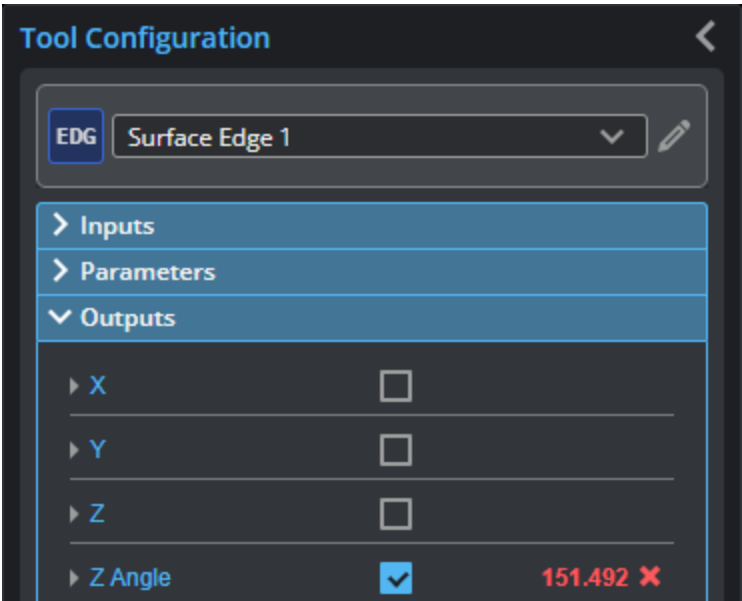 Tool Configuration
EDG Surface Edge 1
Inputs
Parameters
Outputs
X
Y
Z
Z Angle 151.492